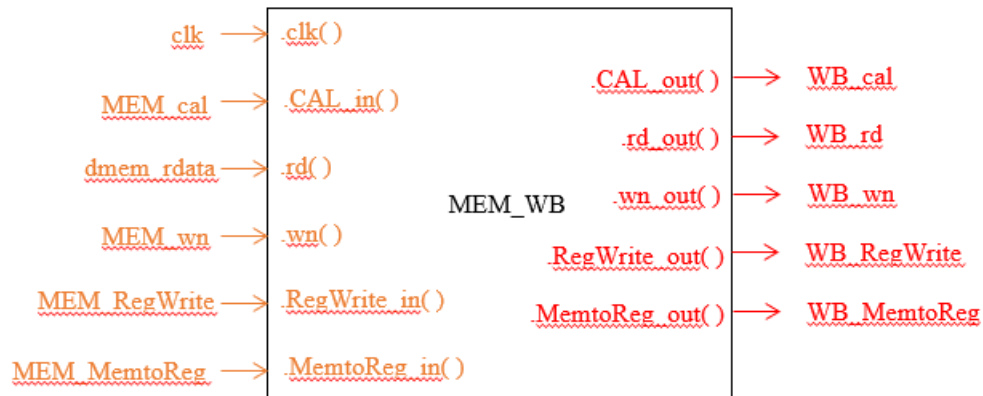 clk .clk()
MEM_cal .CAL_in()
dmem_rdata .rd()
MEM_wn .wn()
MEM_RegWrite .RegWrite_in()
MEM_MemtoReg .MemtoReg_in()
MEM_WB
.CAL_out() WB_cal
.rd_out() WB_rd
.wn_out() WB_wn
.RegWrite_out() WB_RegWrite
.MemtoReg_out() WB_MemtoReg